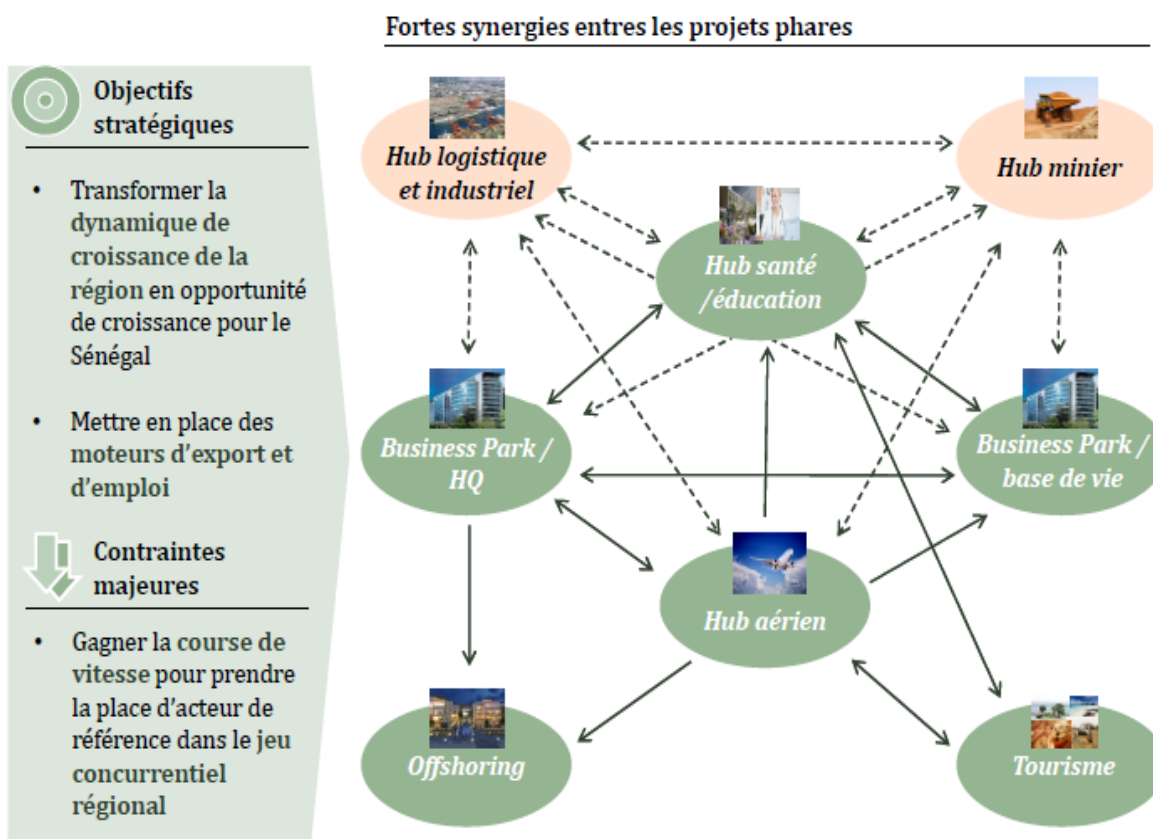 Fortes synergies entres les projets phares
Objectifs
stratégiques
• Transformer la
dynamique de
croissance de la
région en opportunité
de croissance pour le
Sénégal
• Mettre en place des
moteurs d'export et
d'emploi
Contraintes
majeures
• Gagner la course de
vitesse pour prendre
la place d'acteur de
référence dans le jeu
concurrentiel
régional
Hub logistique
et industriel
Hub minier
Hub santé
/éducation
Business Park /
HQ
Business Park /
base de vie
Hub aérien
Offshoring
Tourisme